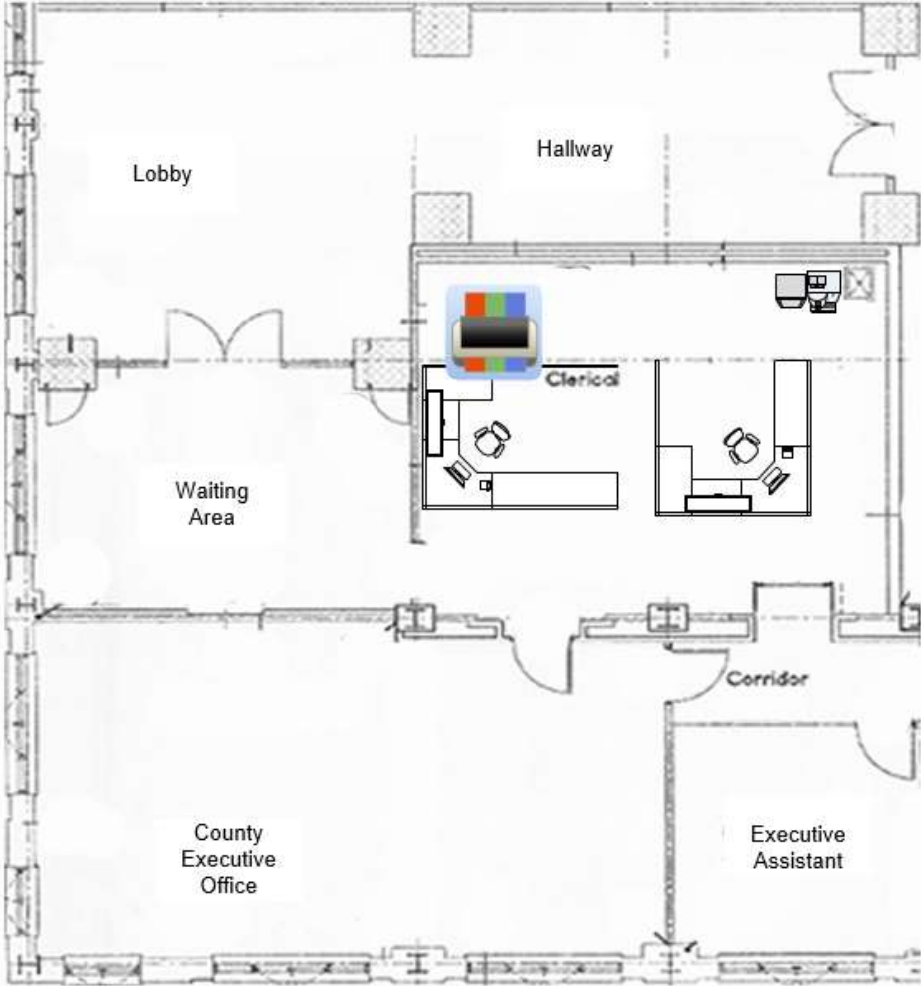 Hallway
Lobby
Clerical
Waiting
Area
Corridor
County
Executive
Office
Executive
Assistant